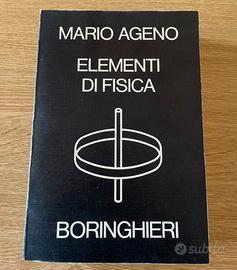 MARIO AGENO
ELEMENTI
DI FISICA
BORINGHIERI
subito